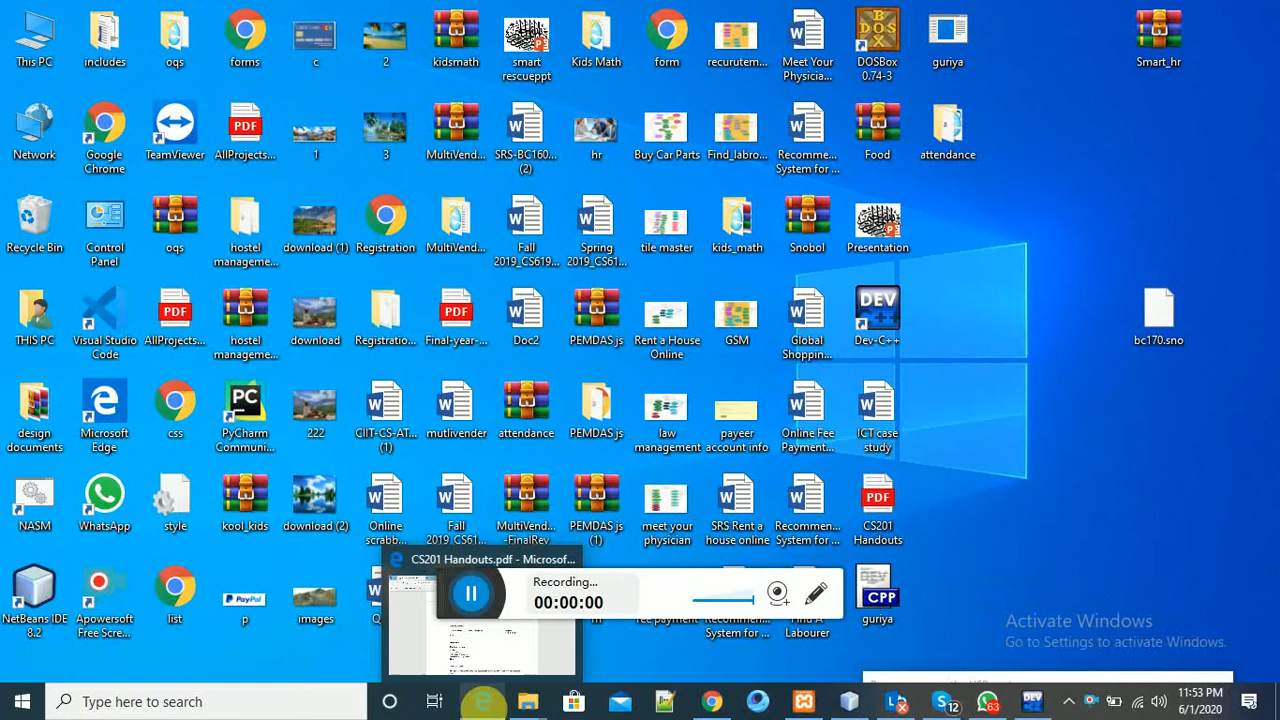 This PC
includes
oqs
forms
c
2
kidsmath
smart
rescueppt
Kids Math
form
recurutem...
Meet Your
Physicia...
DOSBox
0.74-3
guriya
Smart_hr
Network
Google
Chrome
TeamViewer
AllProjects...
1
3
MultiVend...
SRS-BC160...
(2)
hr
Buy Car Parts
Find_labro...
Recomme...
System for ...
Food
attendance
Recycle Bin
Control
Panel
oqs
hostel
manageme...
download (1)
Registration
MultiVend...
Fall
2019_CS619...
Spring
2019_CS61...
tile master
kids_math
Snobol
Presentation
THIS PC
Visual Studio
Code
AllProjects...
hostel
manageme...
download
Registratio...
Final-year-...
Doc2
PEMDAS js
Rent a House
Online
GSM
Global
Shoppin...
Dev-C++
bc170.sno
design
documents
Microsoft
Edge
css
PyCharm
Communi...
222
CIIT-CS-AT...
(1)
mutlivender
attendance
PEMDAS js
law
management
payeer
account info
Online Fee
Payment...
ICT case
study
NASM
WhatsApp
style
kool_kids
download (2)
Online
scrabb...
Fall
2019_CS61...
MultiVend...
-FinalRev
PEMDAS js
(1)
meet your
physician
SRS Rent a
house online
Recommen...
System for ...
CS201
Handouts
CS201 Handouts.pdf - Microsof...
Recording...
00:00:00
NetBeans IDE
8.2
Apowersoft
Free Scre...
list
p
images
Recommen...
System for ...
Find A
Labourer
guriya
Activate Windows
Go to Settings to activate Windows.
Type here to search
12
63
11:53 PM
6/1/2020